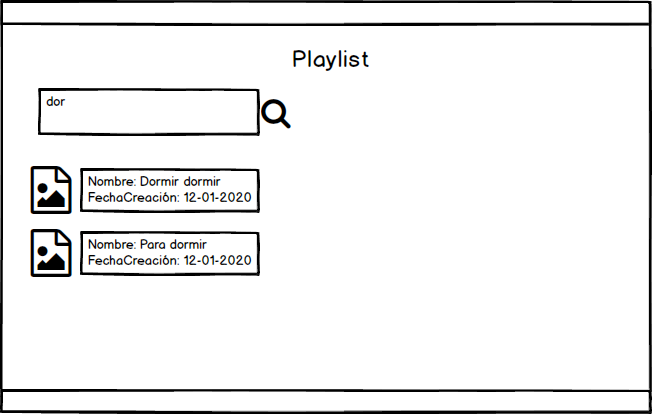 Playlist
dor
Nombre: Dormir dormir
FechaCreación: 12-01-2020
Nombre: Para dormir
FechaCreación: 12-01-2020